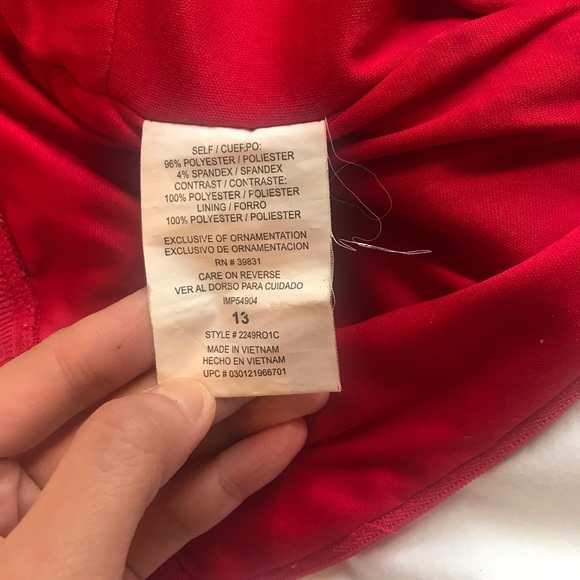 SELF / CUEF.PO:
96% POLYESTER / POLIESTER
4% SPANDEX / SFANDEX
CONTRAST / CONTRASTE:
100% POLYESTER / FOLIESTER
LINING / FORRO
100% POLYESTER / POLIESTER
EXCLUSIVE OF ORNAMENTATION
EXCLUSIVO DE ORNAMENTACION
RN # 39831
CARE ON REVERSE
VER AL DORSO PARA CUIDADO
IMP54904
13
STYLE # 2249RO1C
MADE IN VIETNAM
HECHO EN VIETNAM
UPC # 030121966701